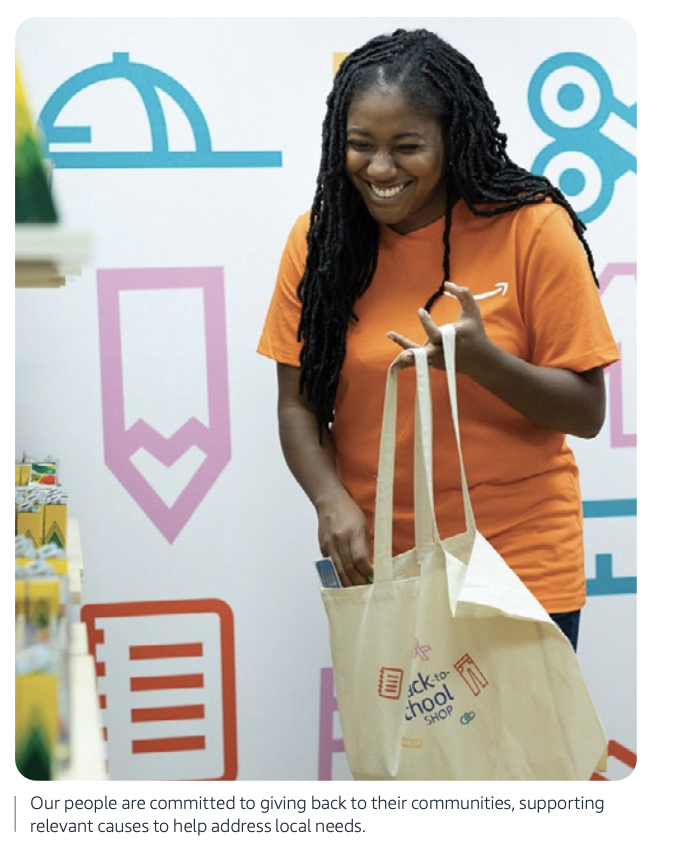 ack-to-
chool
SHOP
Our people are committed to giving back to their communities, supporting
relevant causes to help address local needs.